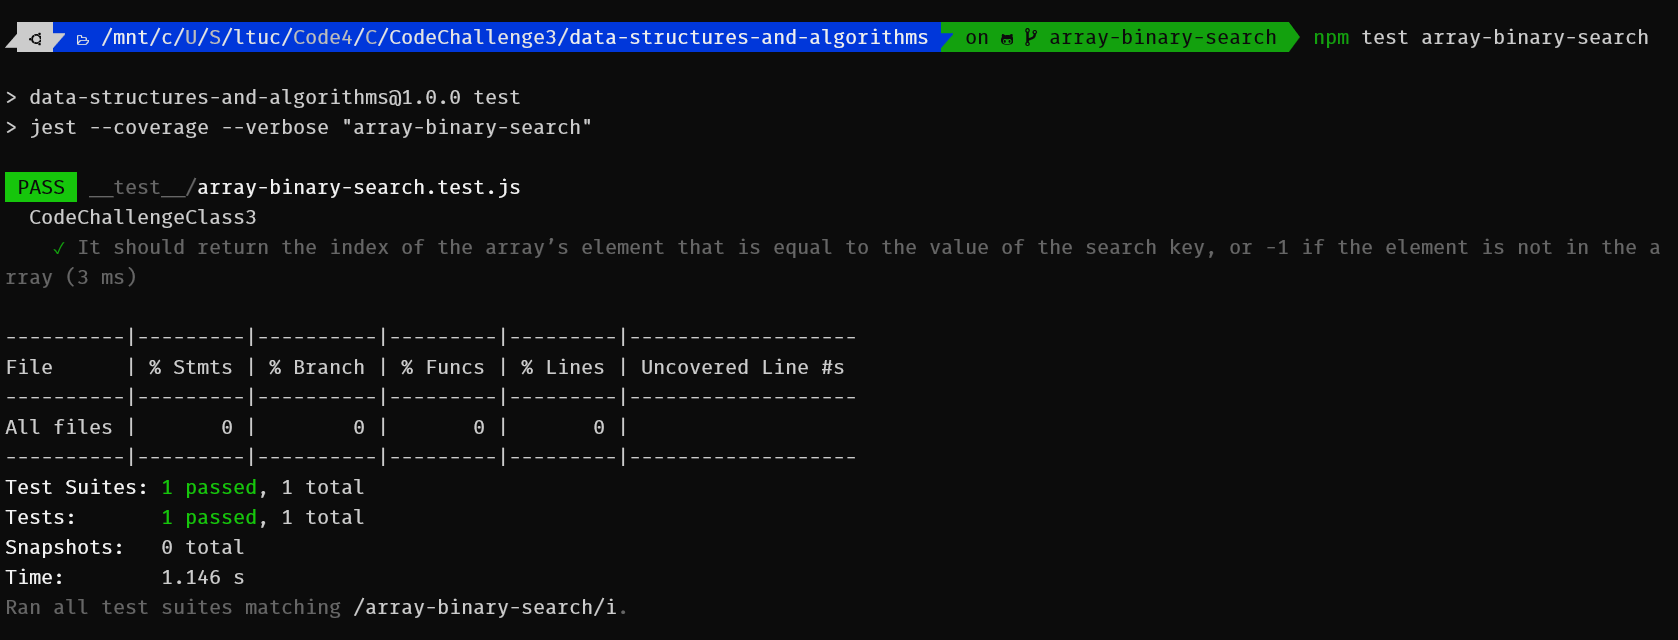 /mnt/c/U/S/ltuc/Code4/C/CodeChallenge3/data-structures-and-algorithms on array-binary-search npm test array-binary-search
> data-structures-and-algorithms@1.0.0 test
> jest --coverage --verbose "array-binary-search"
PASS __test__/array-binary-search.test.js
CodeChallengeClass3
✓ It should return the index of the array’s element that is equal to the value of the search key, or -1 if the element is not in the a
rray (3 ms)
----------|---------|----------|---------|---------|-------------------
File      | % Stmts | % Branch | % Funcs | % Lines | Uncovered Line #s
----------|---------|----------|---------|---------|-------------------
All files |       0 |        0 |       0 |       0 |
----------|---------|----------|---------|---------|-------------------
Test Suites: 1 passed, 1 total
Tests:       1 passed, 1 total
Snapshots:   0 total
Time:        1.146 s
Ran all test suites matching /array-binary-search/i.